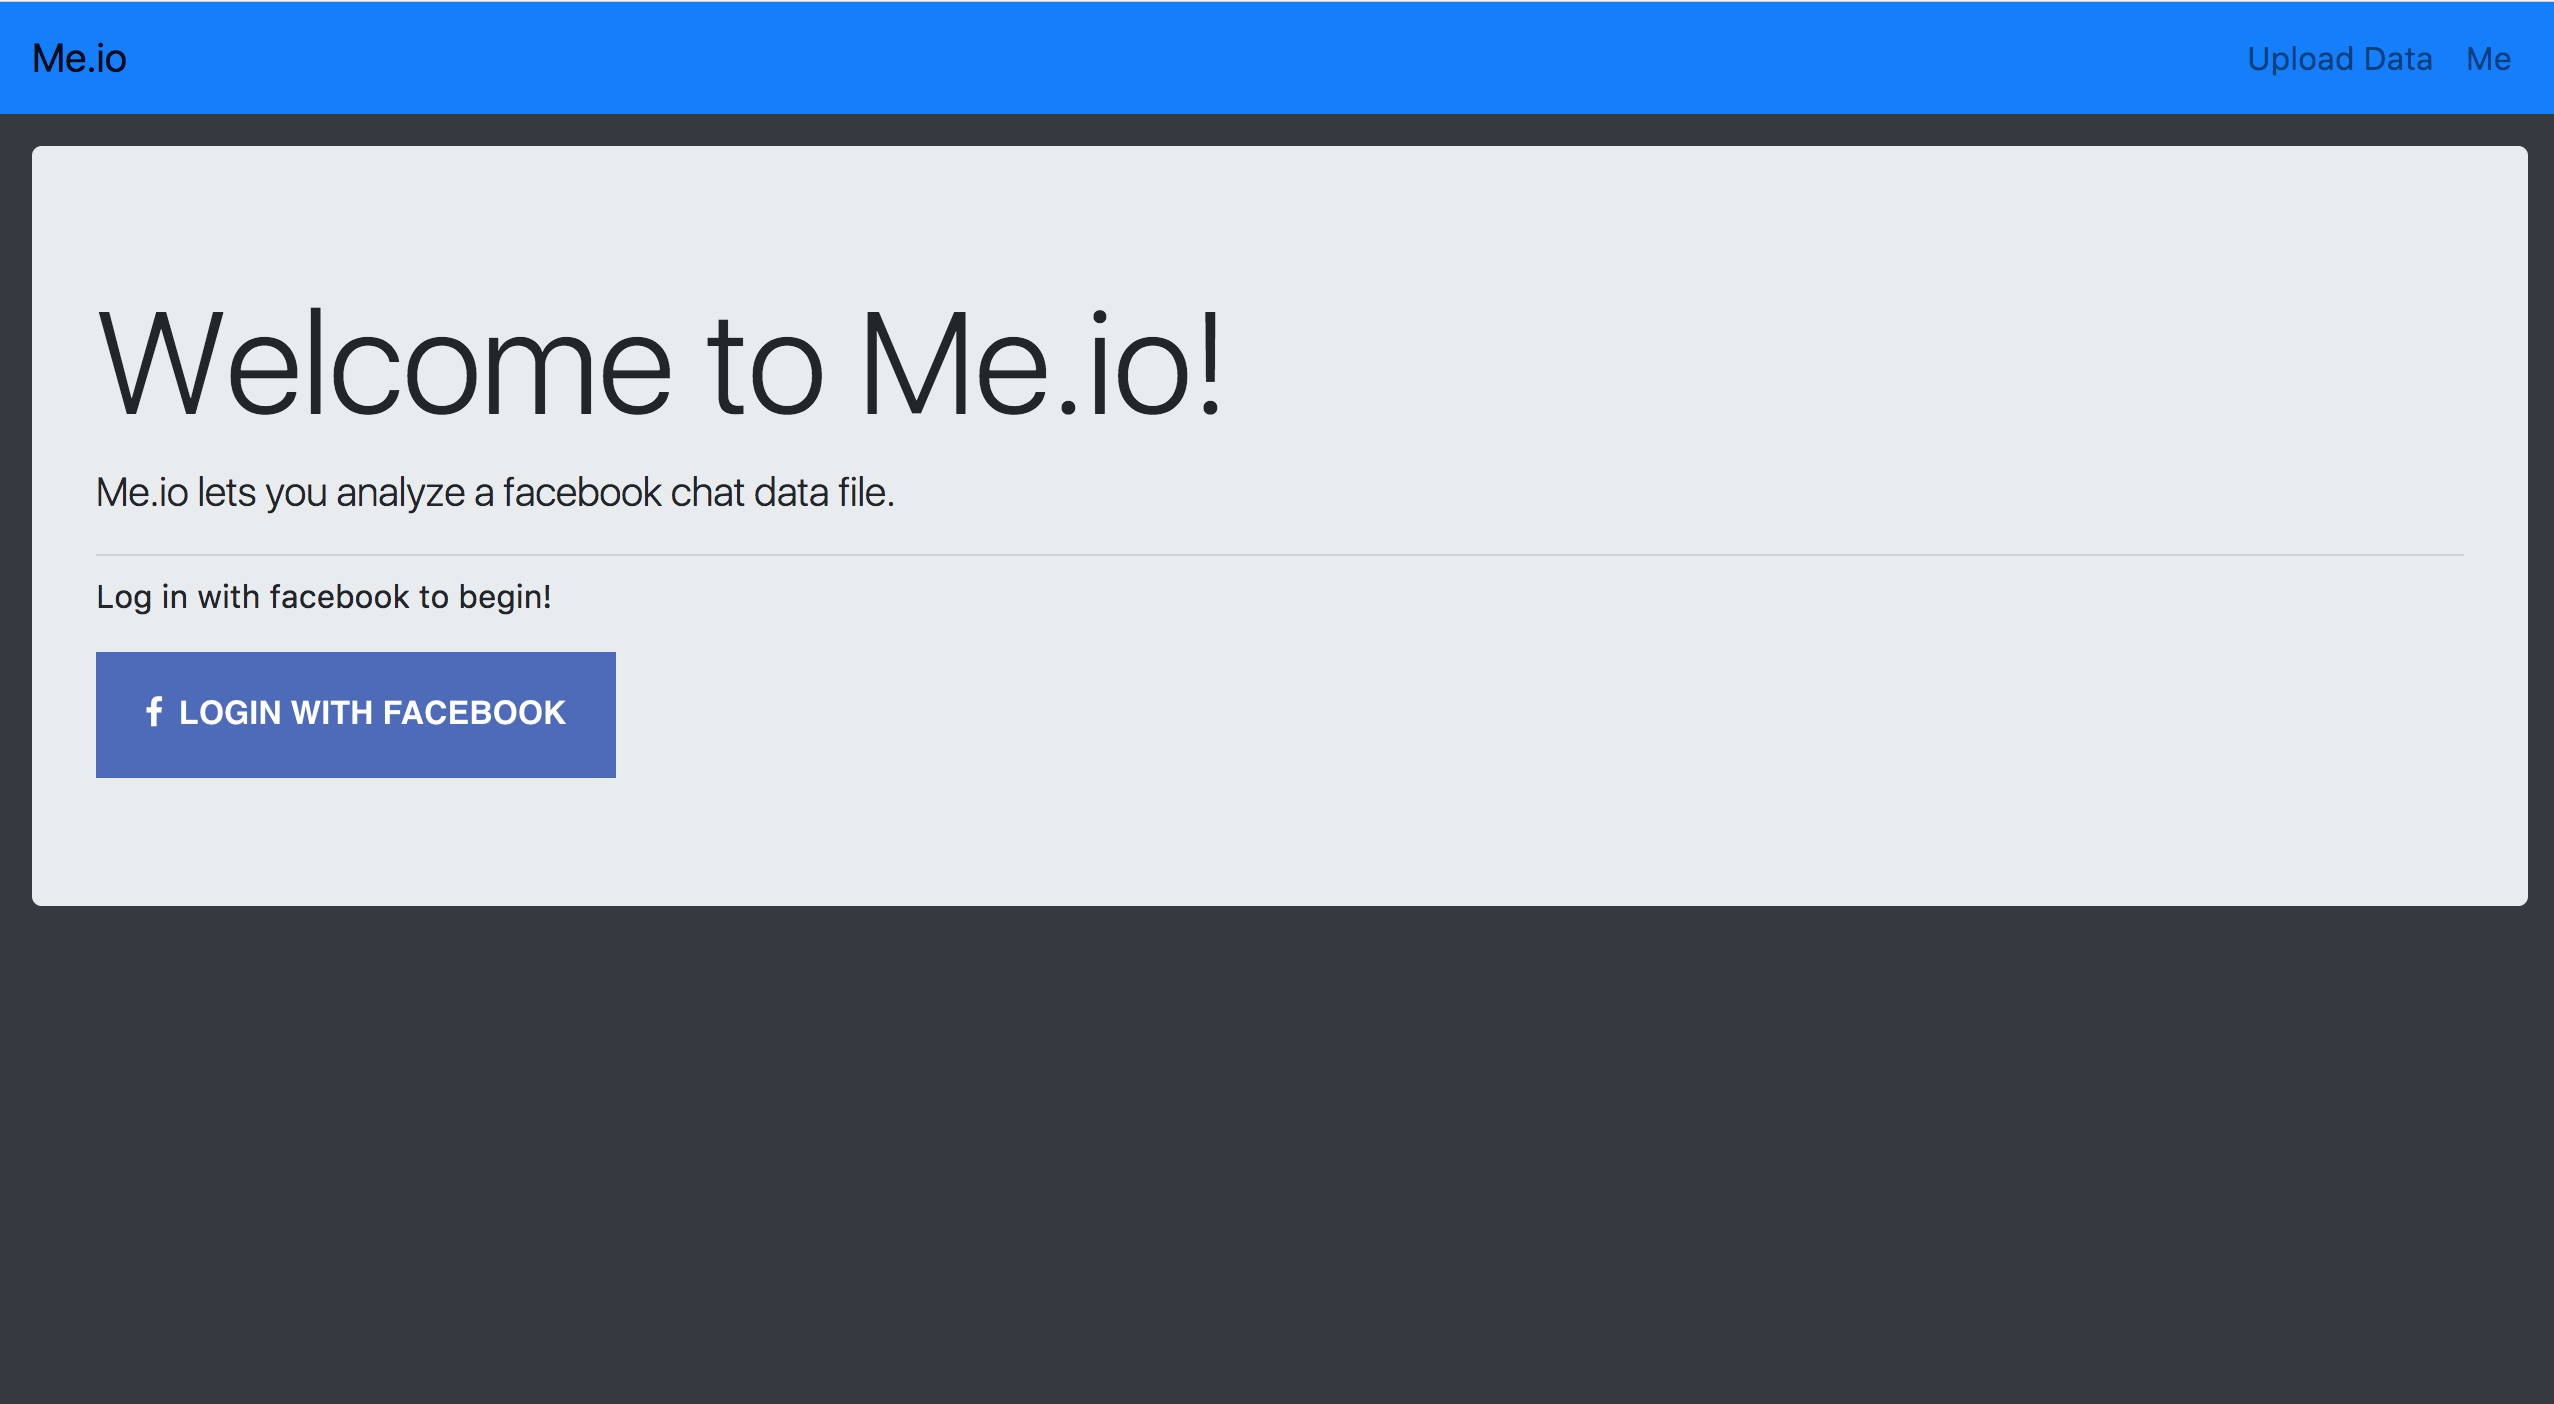 Me.io
Upload Data
Me
Welcome to Me.io!
Me.io lets you analyze a facebook chat data file.
Log in with facebook to begin!
LOGIN WITH FACEBOOK